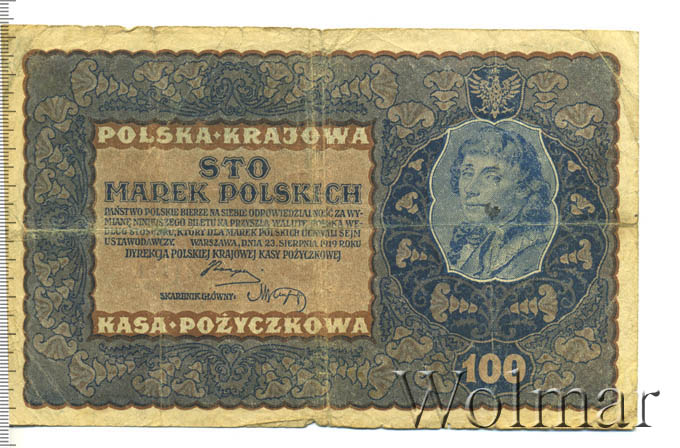 POLSKA·KRAJOWA
STO
MAREK POLSKICH
PAŃSTWO POLSKIE BIERZE NA SIEBIE ODPOWIEDZIALNOŚĆ ZA WY-
MIANĘ NINIEJSZEGO BILETU NA PRZYSZŁĄ WALUTĘ POLSKĄ WE-
DŁUG STOSUNKU, KTÓRY DLA MAREK POLSKICH UCHWALI SEJM
USTAWODAWCZY. WARSZAWA, DNIA 23. SIERPNIA 1919 ROKU
DYREKCJA POLSKIEJ KRAJOWEJ KASY POŻYCZKOWEJ
SKARBNIK GŁÓWNY:
KASA·POŻYCZKOWA
100
Wolmar